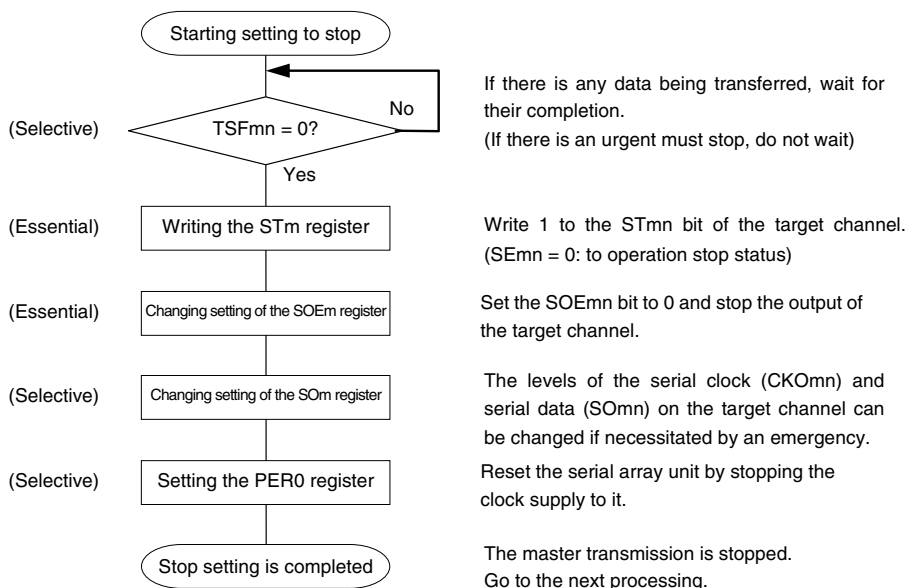 Starting setting to stop
If there is any data being transferred, wait for
their completion.
(If there is an urgent must stop, do not wait)
(Selective)
TSFmn = 0?
No
Yes
(Essential)
Writing the STm register
Write 1 to the STmn bit of the target channel.
(SEmn = 0: to operation stop status)
(Essential)
Changing setting of the SOEm register
Set the SOEmn bit to 0 and stop the output of
the target channel.
(Selective)
Changing setting of the SOm register
The levels of the serial clock (CKOmn) and
serial data (SOmn) on the target channel can
be changed if necessitated by an emergency.
(Selective)
Setting the PER0 register
Reset the serial array unit by stopping the
clock supply to it.
Stop setting is completed
The master transmission is stopped.
Go to the next processing.